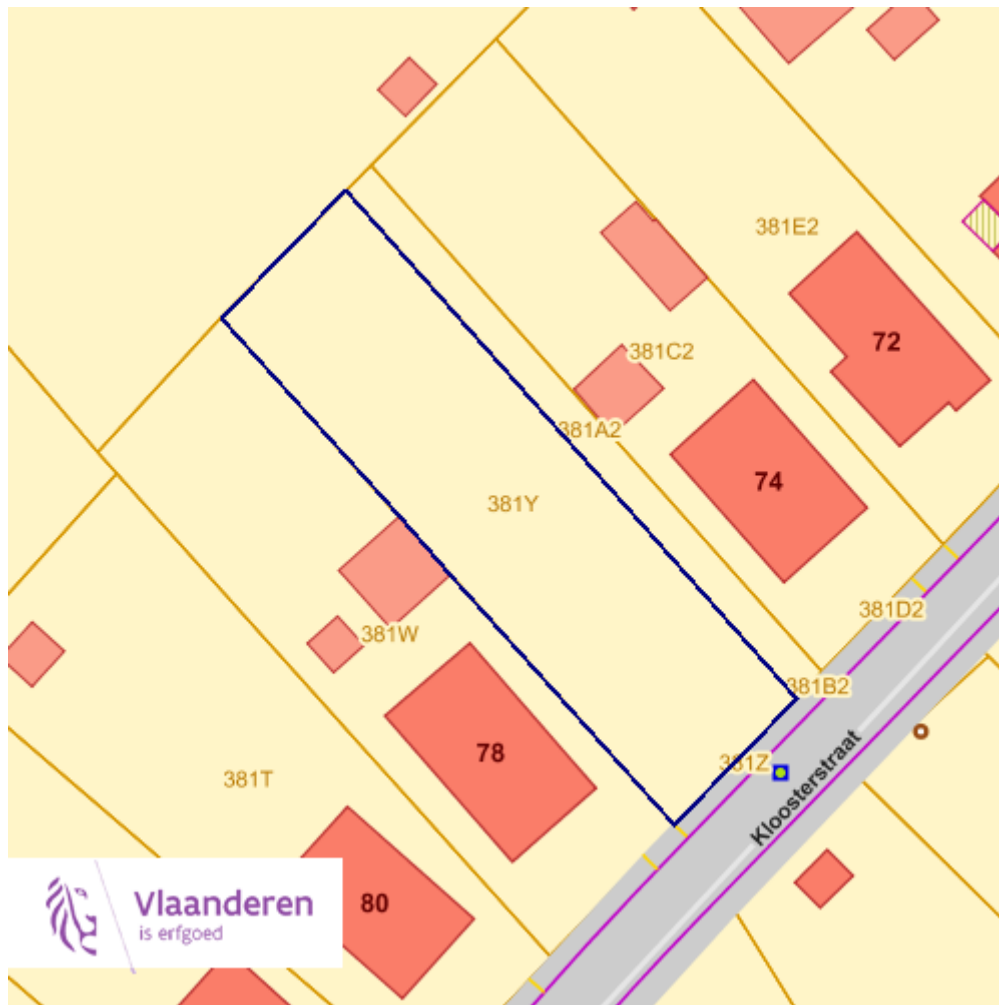 381E2
72
381C2
381A2
74
381Y
381D2
381W
381B2
78
381Z
Kloosterstraat
381T
80
Vlaanderen
is erfgoed